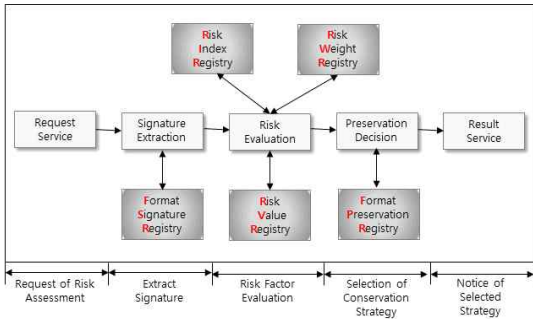 Risk
Index
Registry
Risk
Weight
Registry
Request
Service
Signature
Extraction
Risk
Evaluation
Preservation
Decision
Result
Service
Format
Signature
Registry
Risk
Value
Registry
Format
Preservation
Registry
Request of Risk
Assessment
Extract
Signature
Risk Factor
Evaluation
Selection of
Conservation
Strategy
Notice of
Selected
Strategy